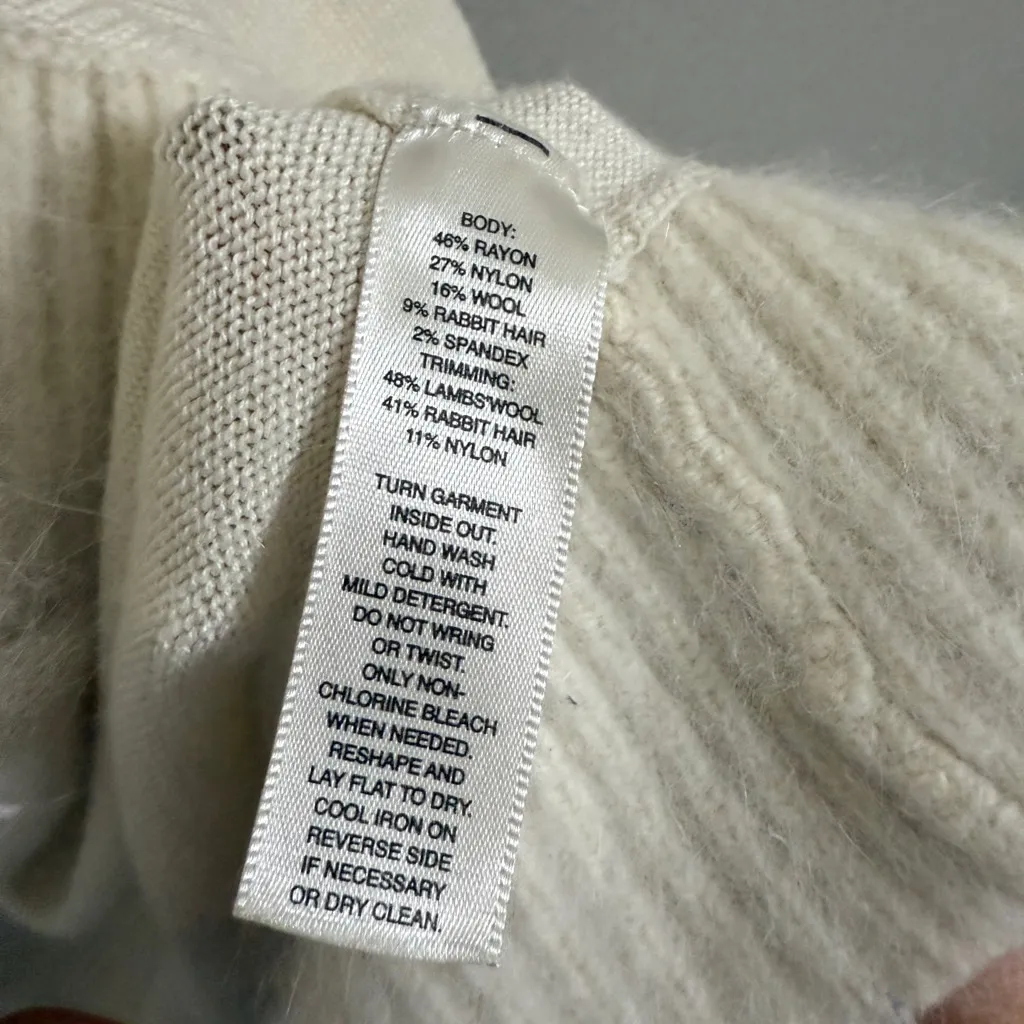 BODY:
46% RAYON
27% NYLON
16% WOOL
9% RABBIT HAIR
2% SPANDEX
TRIMMING:
48% LAMBS'WOOL
41% RABBIT HAIR
11% NYLON
TURN GARMENT
INSIDE OUT.
HAND WASH
COLD WITH
MILD DETERGENT.
DO NOT WRING
OR TWIST.
ONLY NON-
CHLORINE BLEACH
WHEN NEEDED.
RESHAPE AND
LAY FLAT TO DRY.
COOL IRON ON
REVERSE SIDE
IF NECESSARY
OR DRY CLEAN.